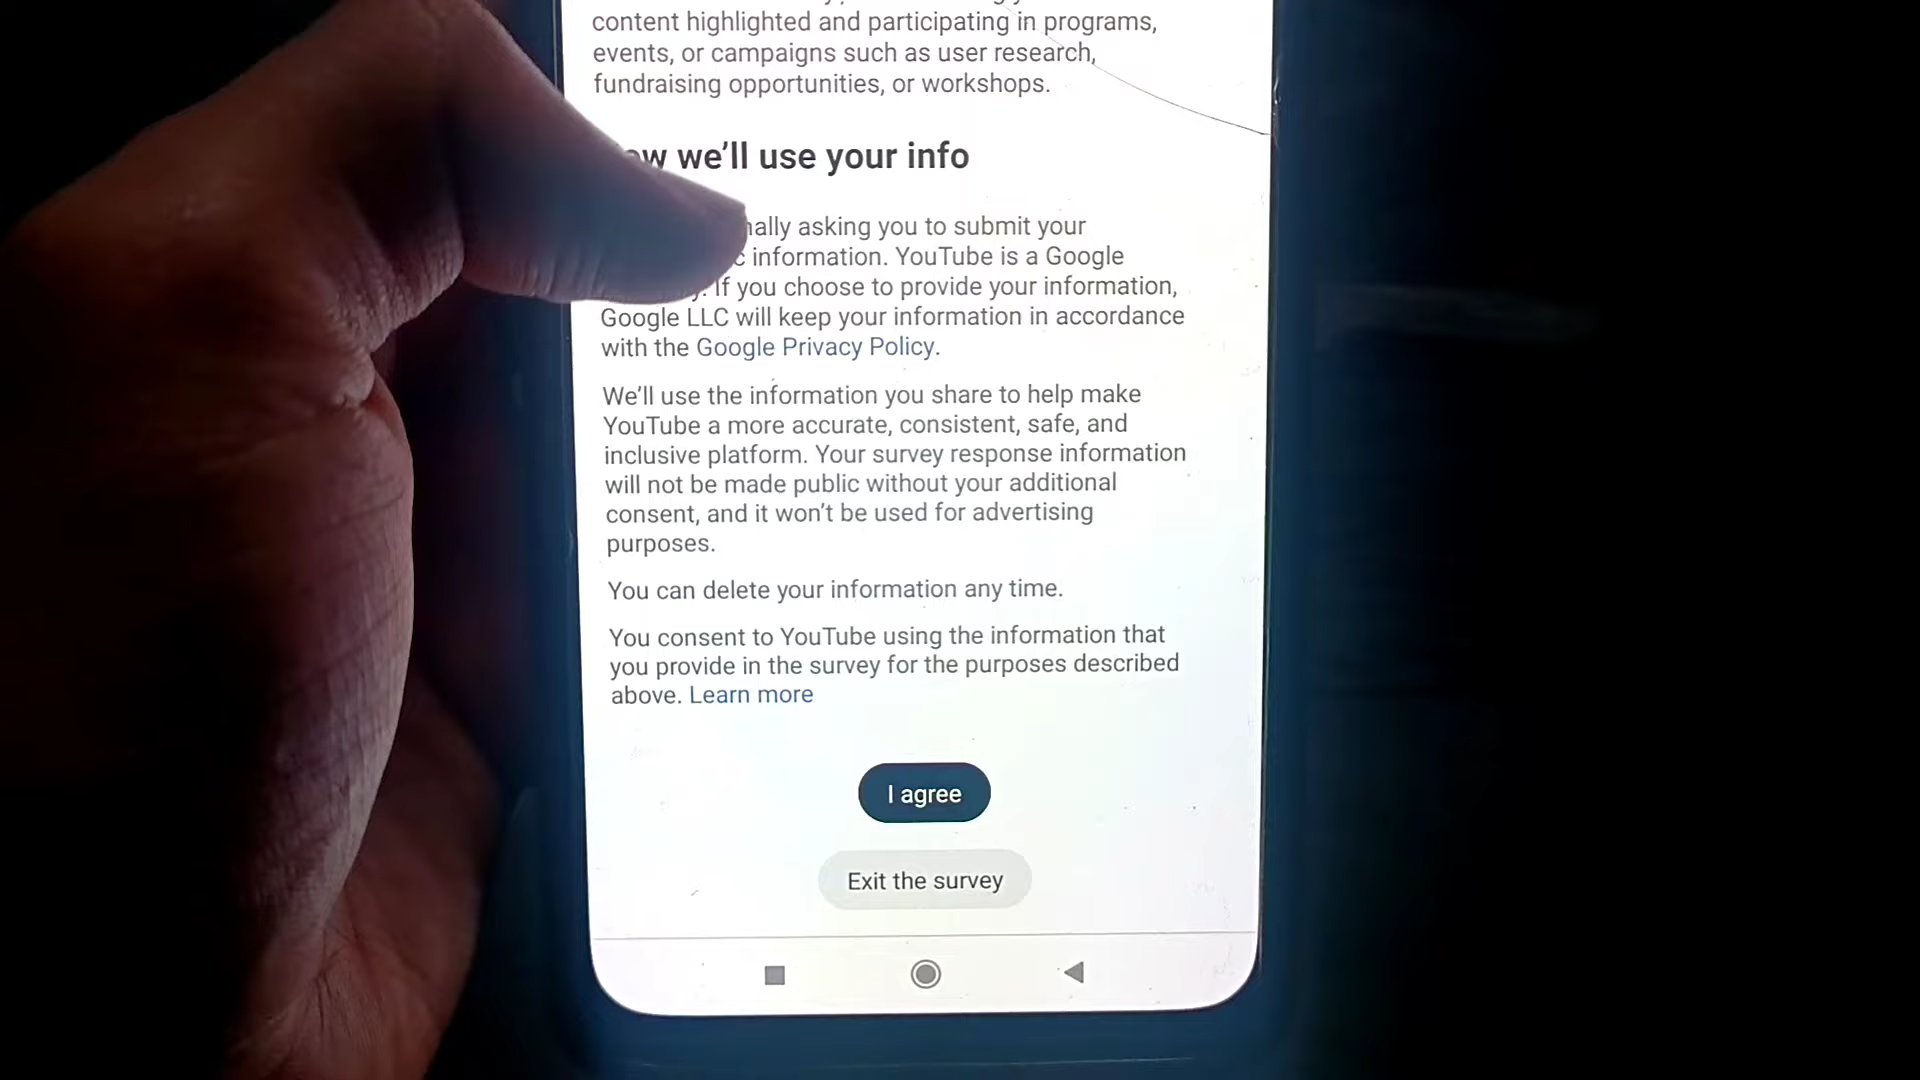 content highlighted and participating in programs,
events, or campaigns such as user research,
fundraising opportunities, or workshops.
we'll use your info
asking you to submit your
information. YouTube is a Google
If you choose to provide your information,
Google LLC will keep your information in accordance
with the Google Privacy Policy.
We'll use the information you share to help make
YouTube a more accurate, consistent, safe, and
inclusive platform. Your survey response information
will not be made public without your additional
consent, and it won't be used for advertising
purposes.
You can delete your information any time.
You consent to YouTube using the information that
you provide in the survey for the purposes described
above. Learn more
I agree
Exit the survey